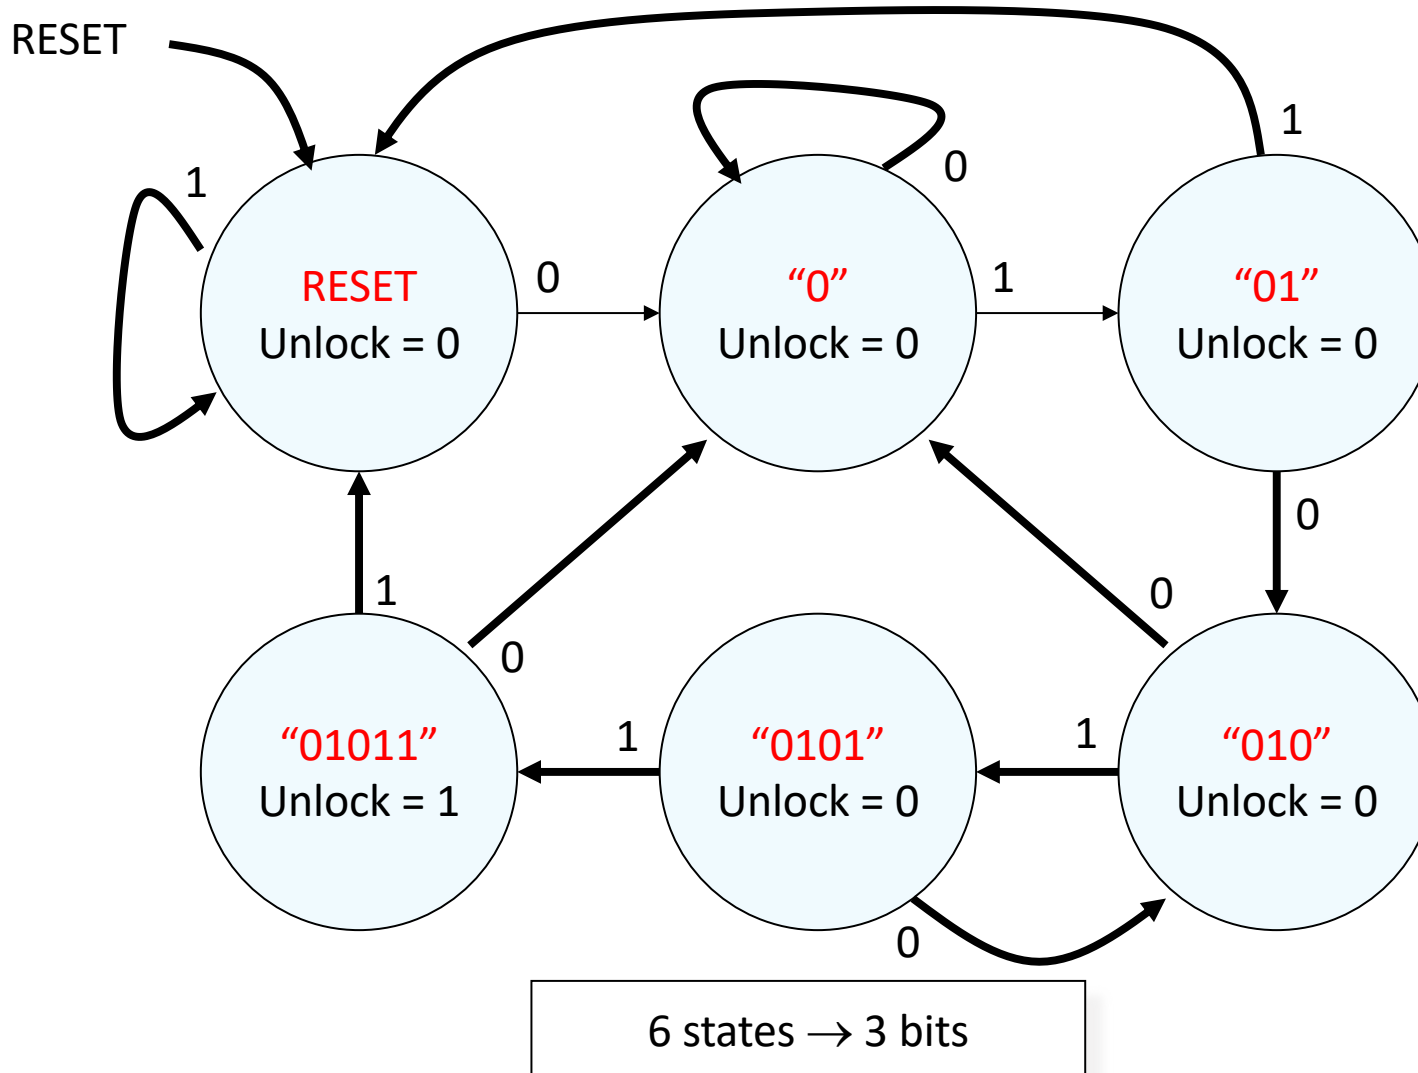 RESET
1
0
1
RESET
Unlock = 0
0
“0”
Unlock = 0
1
“01”
Unlock = 0
0
1
0
0
“01011”
Unlock = 1
1
“0101”
Unlock = 0
1
“010”
Unlock = 0
0
6 states → 3 bits